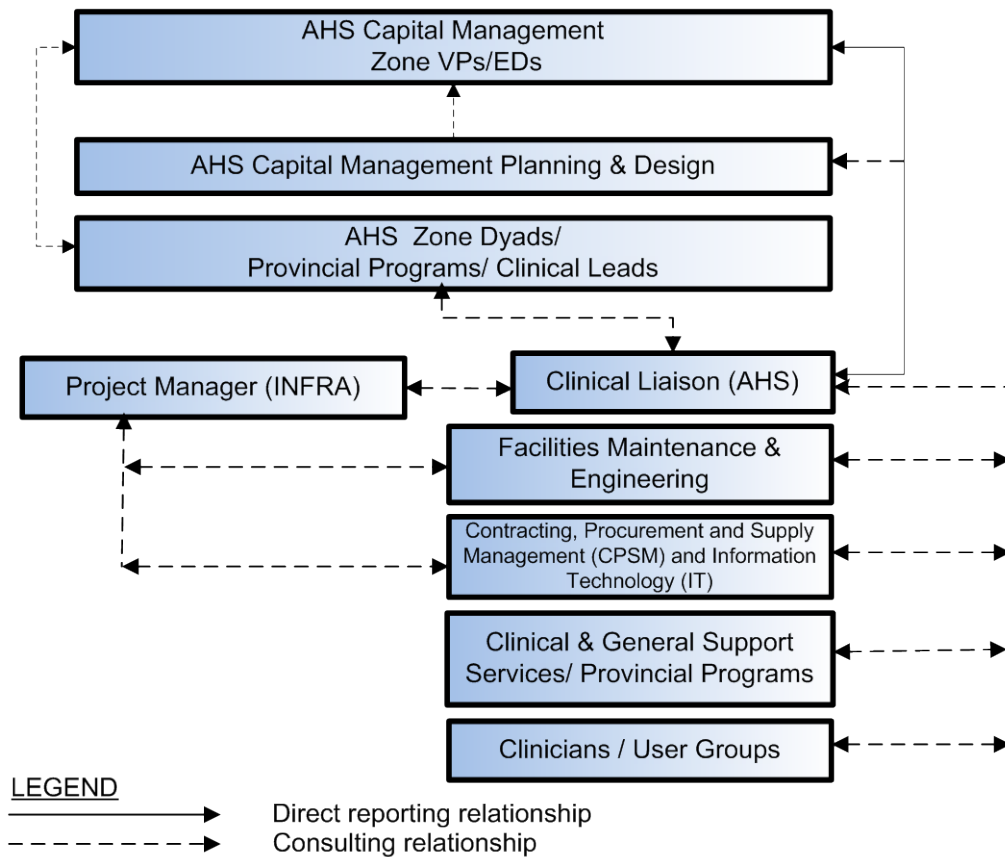 AHS Capital Management
Zone VPs/EDs
AHS Capital Management Planning & Design
AHS Zone Dyads/
Provincial Programs/ Clinical Leads
Project Manager (INFRA)
Clinical Liaison (AHS)
Facilities Maintenance &
Engineering
Contracting, Procurement and Supply
Management (CPSM) and Information
Technology (IT)
Clinical & General Support
Services/ Provincial Programs
Clinicians / User Groups
LEGEND
Direct reporting relationship
Consulting relationship